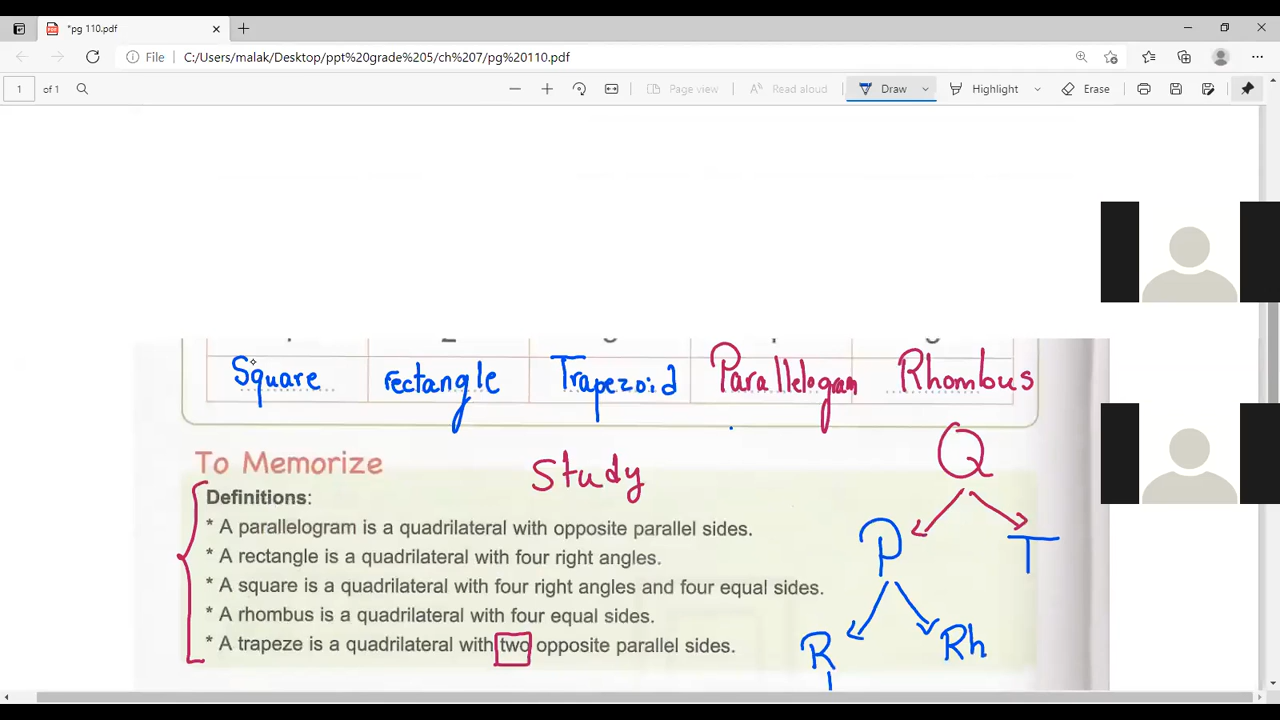 *pg 110.pdf
File C:/Users/malak/Desktop/ppt%20grade%205/ch%207/pg%20110.pdf
1 of 1 Page view Read aloud Draw Highlight Erase
Square rectangle Trapezoid Parallelogram Rhombus
To Memorize
Study
Q
Definitions:
* A parallelogram is a quadrilateral with opposite parallel sides.
P T
* A rectangle is a quadrilateral with four right angles.
* A square is a quadrilateral with four right angles and four equal sides.
* A rhombus is a quadrilateral with four equal sides.
* A trapeze is a quadrilateral with two opposite parallel sides.
R Rh